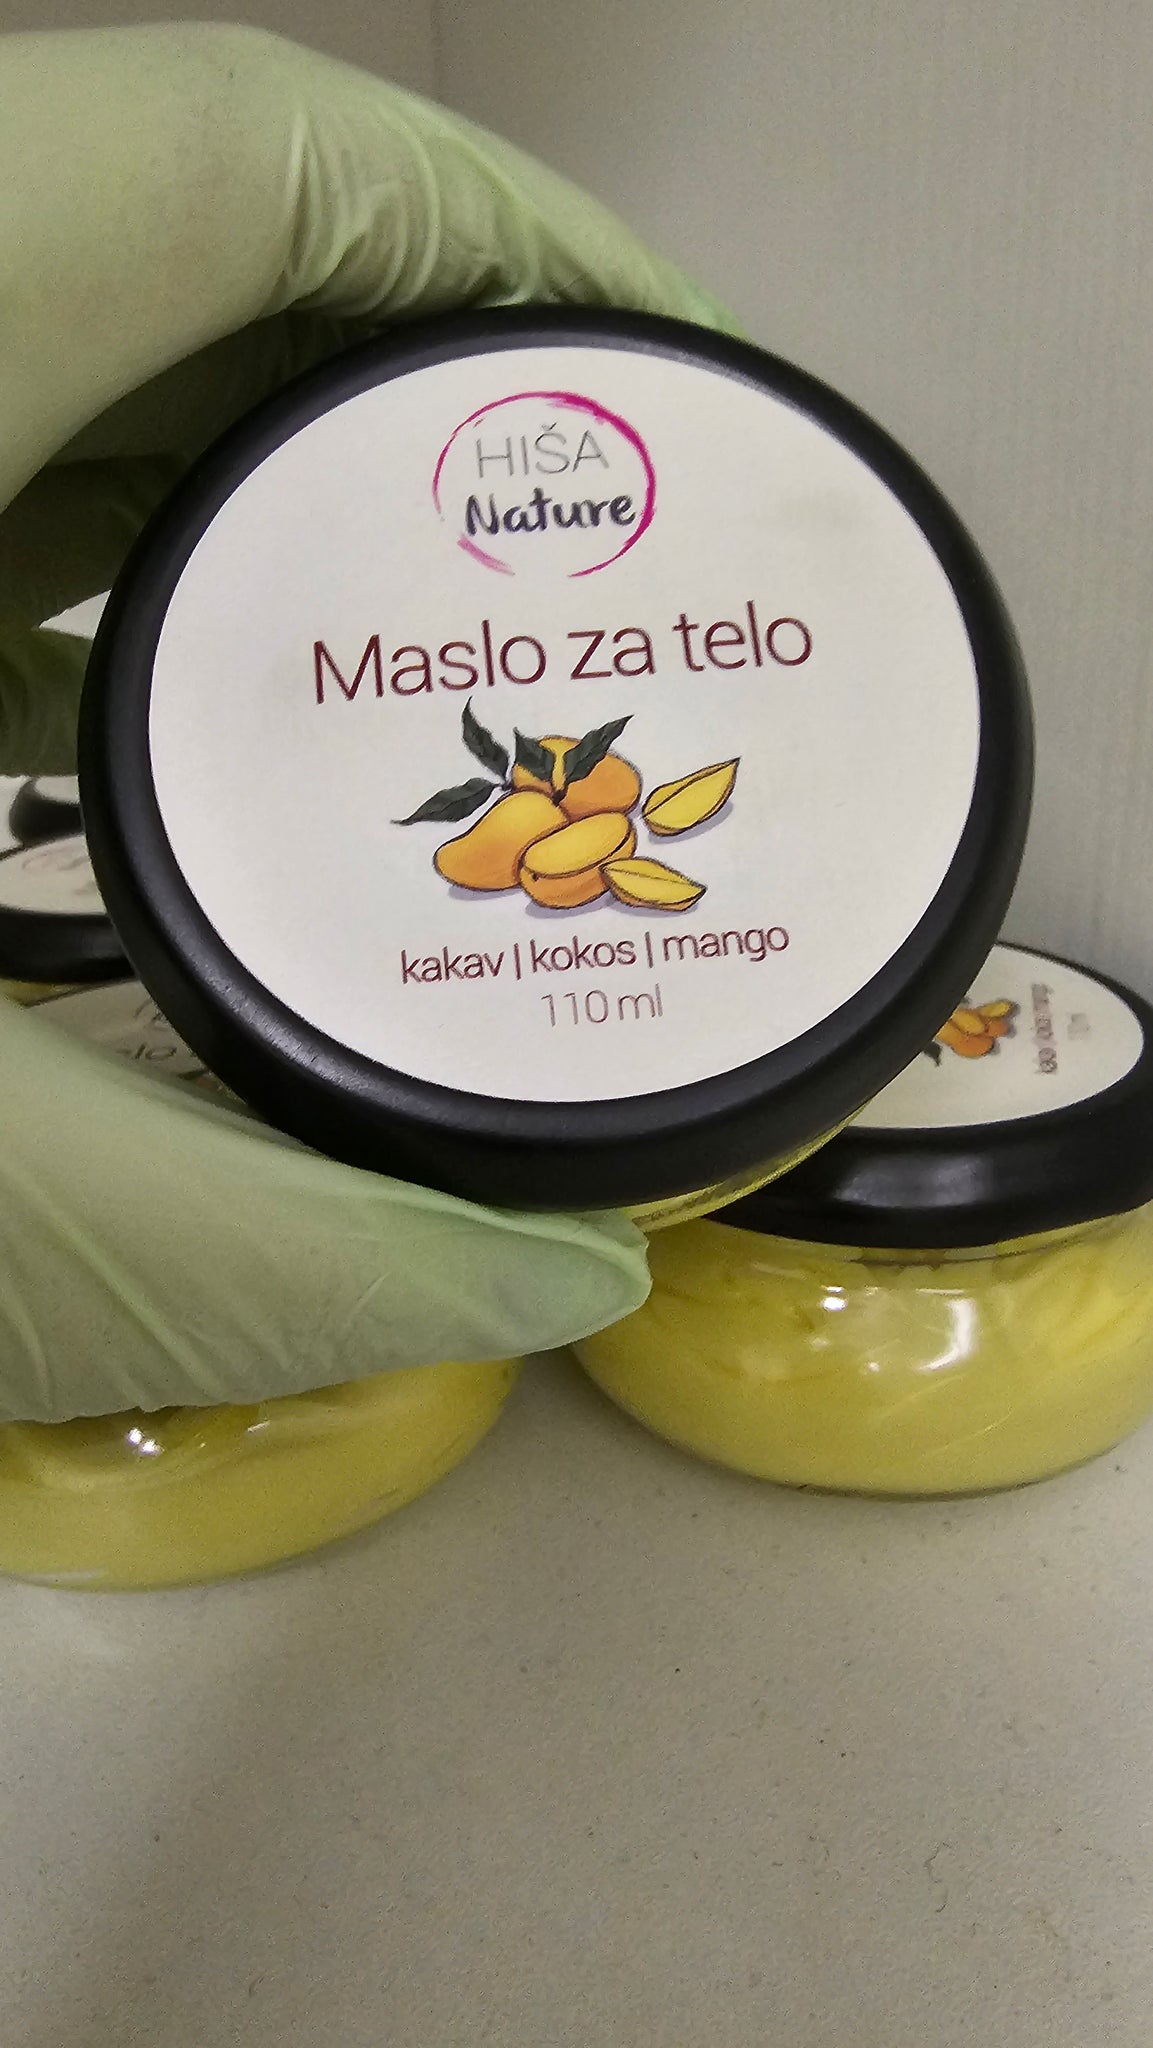 HIŠA
Nature
Maslo za telo
kakav | kokos | mango
110 ml